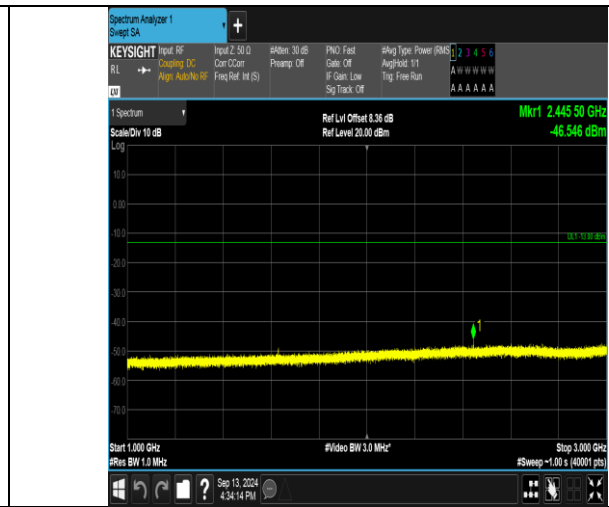 Spectrum Analyzer 1
Swept SA
+
KEYSIGHT Input: RF Input Z: 50 Ω #Atten: 30 dB PNO: Fast #Avg Type: Power (RMS 1 2 3 4 5 6
RL Coupling: DC Corr CCorr Preamp: Off Gate: Off Avg|Hold: 1/1 A W W W W W
Align: Auto/No RF Freq Ref: Int (S) IF Gain: Low Trig: Free Run
Sig Track: Off A A A A A A
LXI
1 Spectrum Ref Lvl Offset 8.36 dB Mkr1 2.445 50 GHz
Scale/Div 10 dB Ref Level 20.00 dBm -46.546 dBm
Log
10.0
0.00
-10.0 DL1 -13.00 dBm
-20.0
-30.0
-40.0
1
-50.0
-60.0
-70.0
Start 1.000 GHz #Video BW 3.0 MHz* Stop 3.000 GHz
#Res BW 1.0 MHz #Sweep ~1.00 s (40001 pts)
? Sep 13, 2024
4:34:14 PM